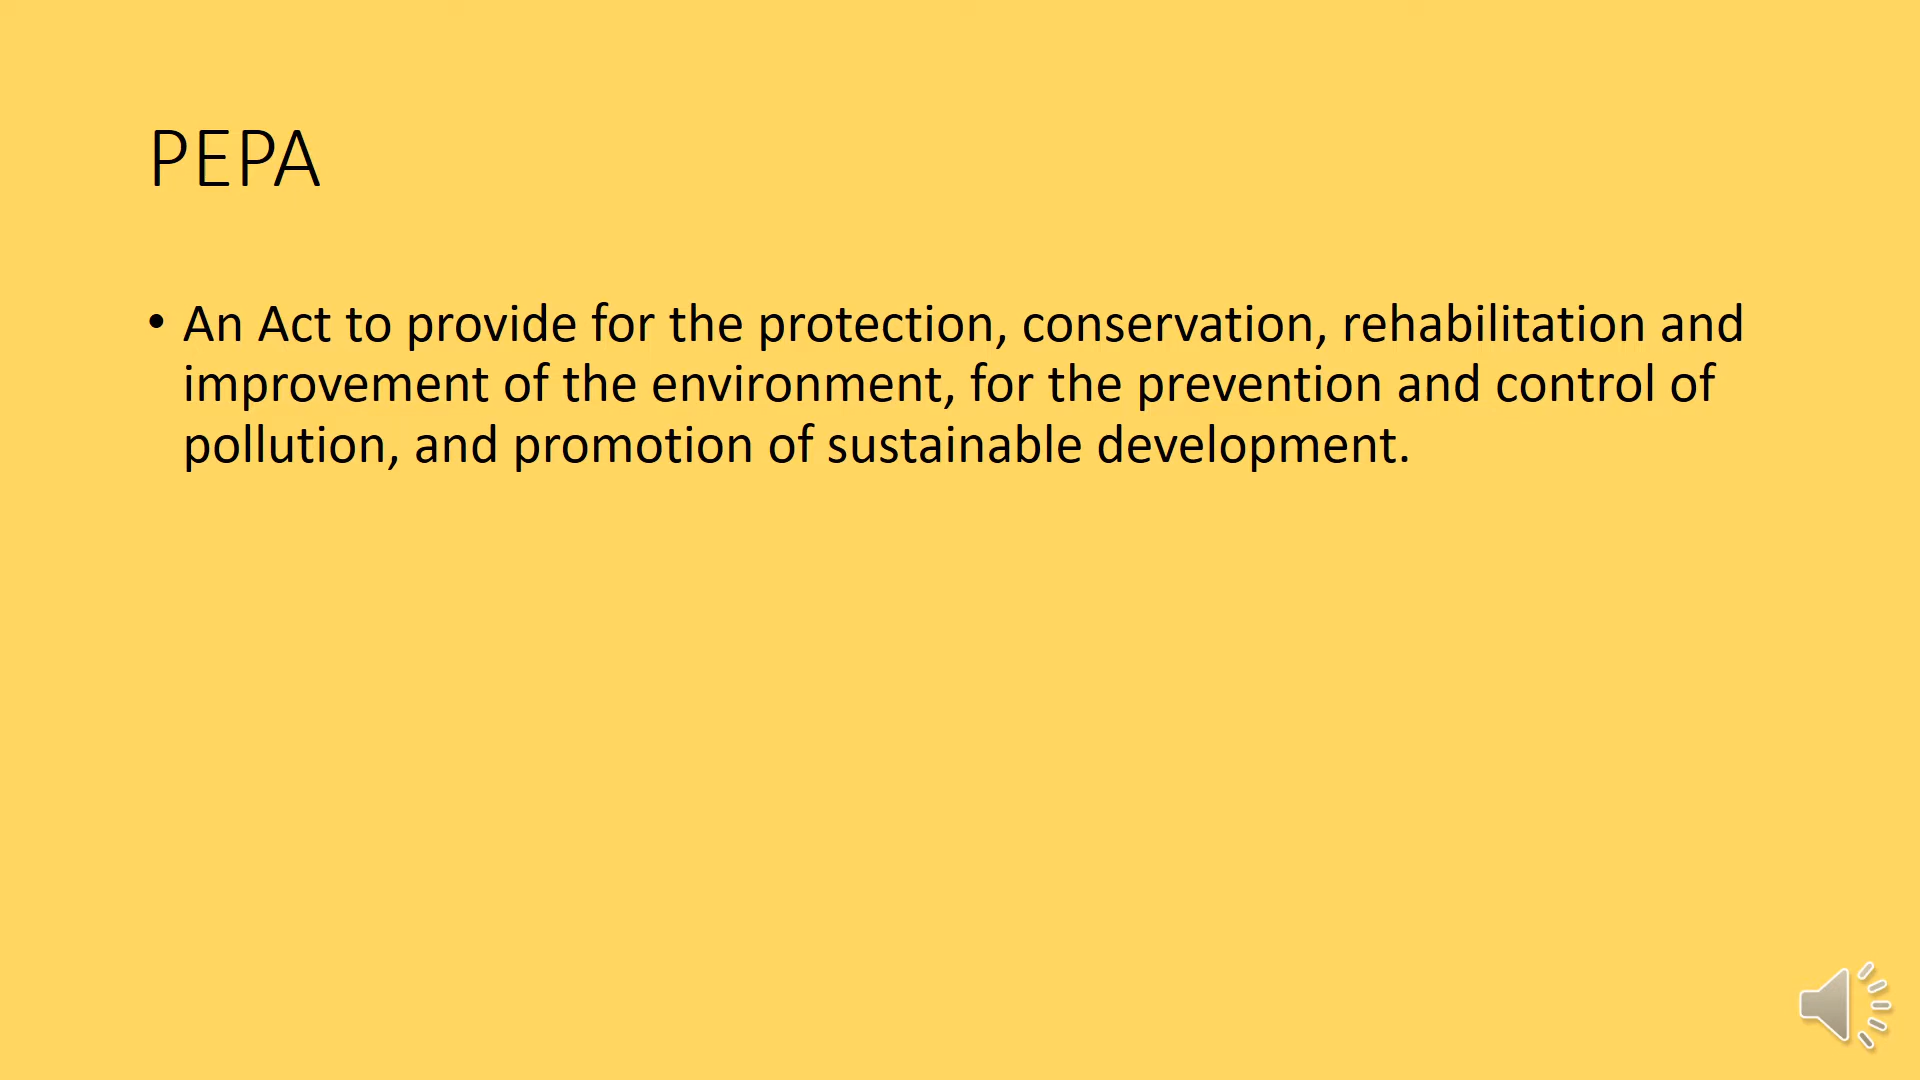 PEPA
• An Act to provide for the protection, conservation, rehabilitation and
improvement of the environment, for the prevention and control of
pollution, and promotion of sustainable development.